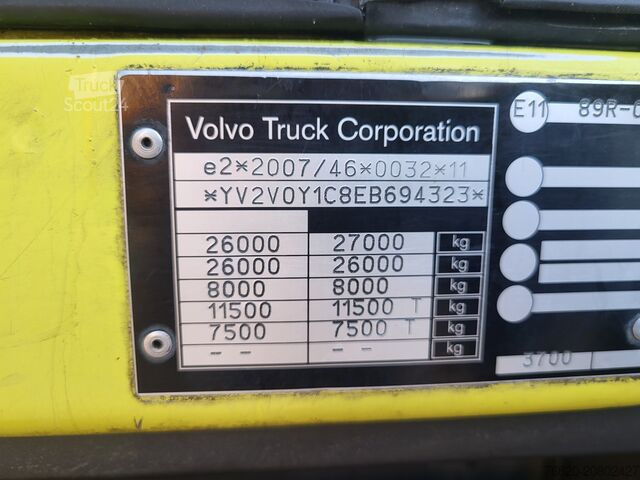 Truck
Scout24
Volvo Truck Corporation
e2*2007/46*0032*11
*YV2V0Y1C8EB694323*
26000 27000 kg
26000 26000 kg
8000 8000 kg
11500 11500 T kg
7500 7500 T kg
-- -- kg
E11 89R-0
3700